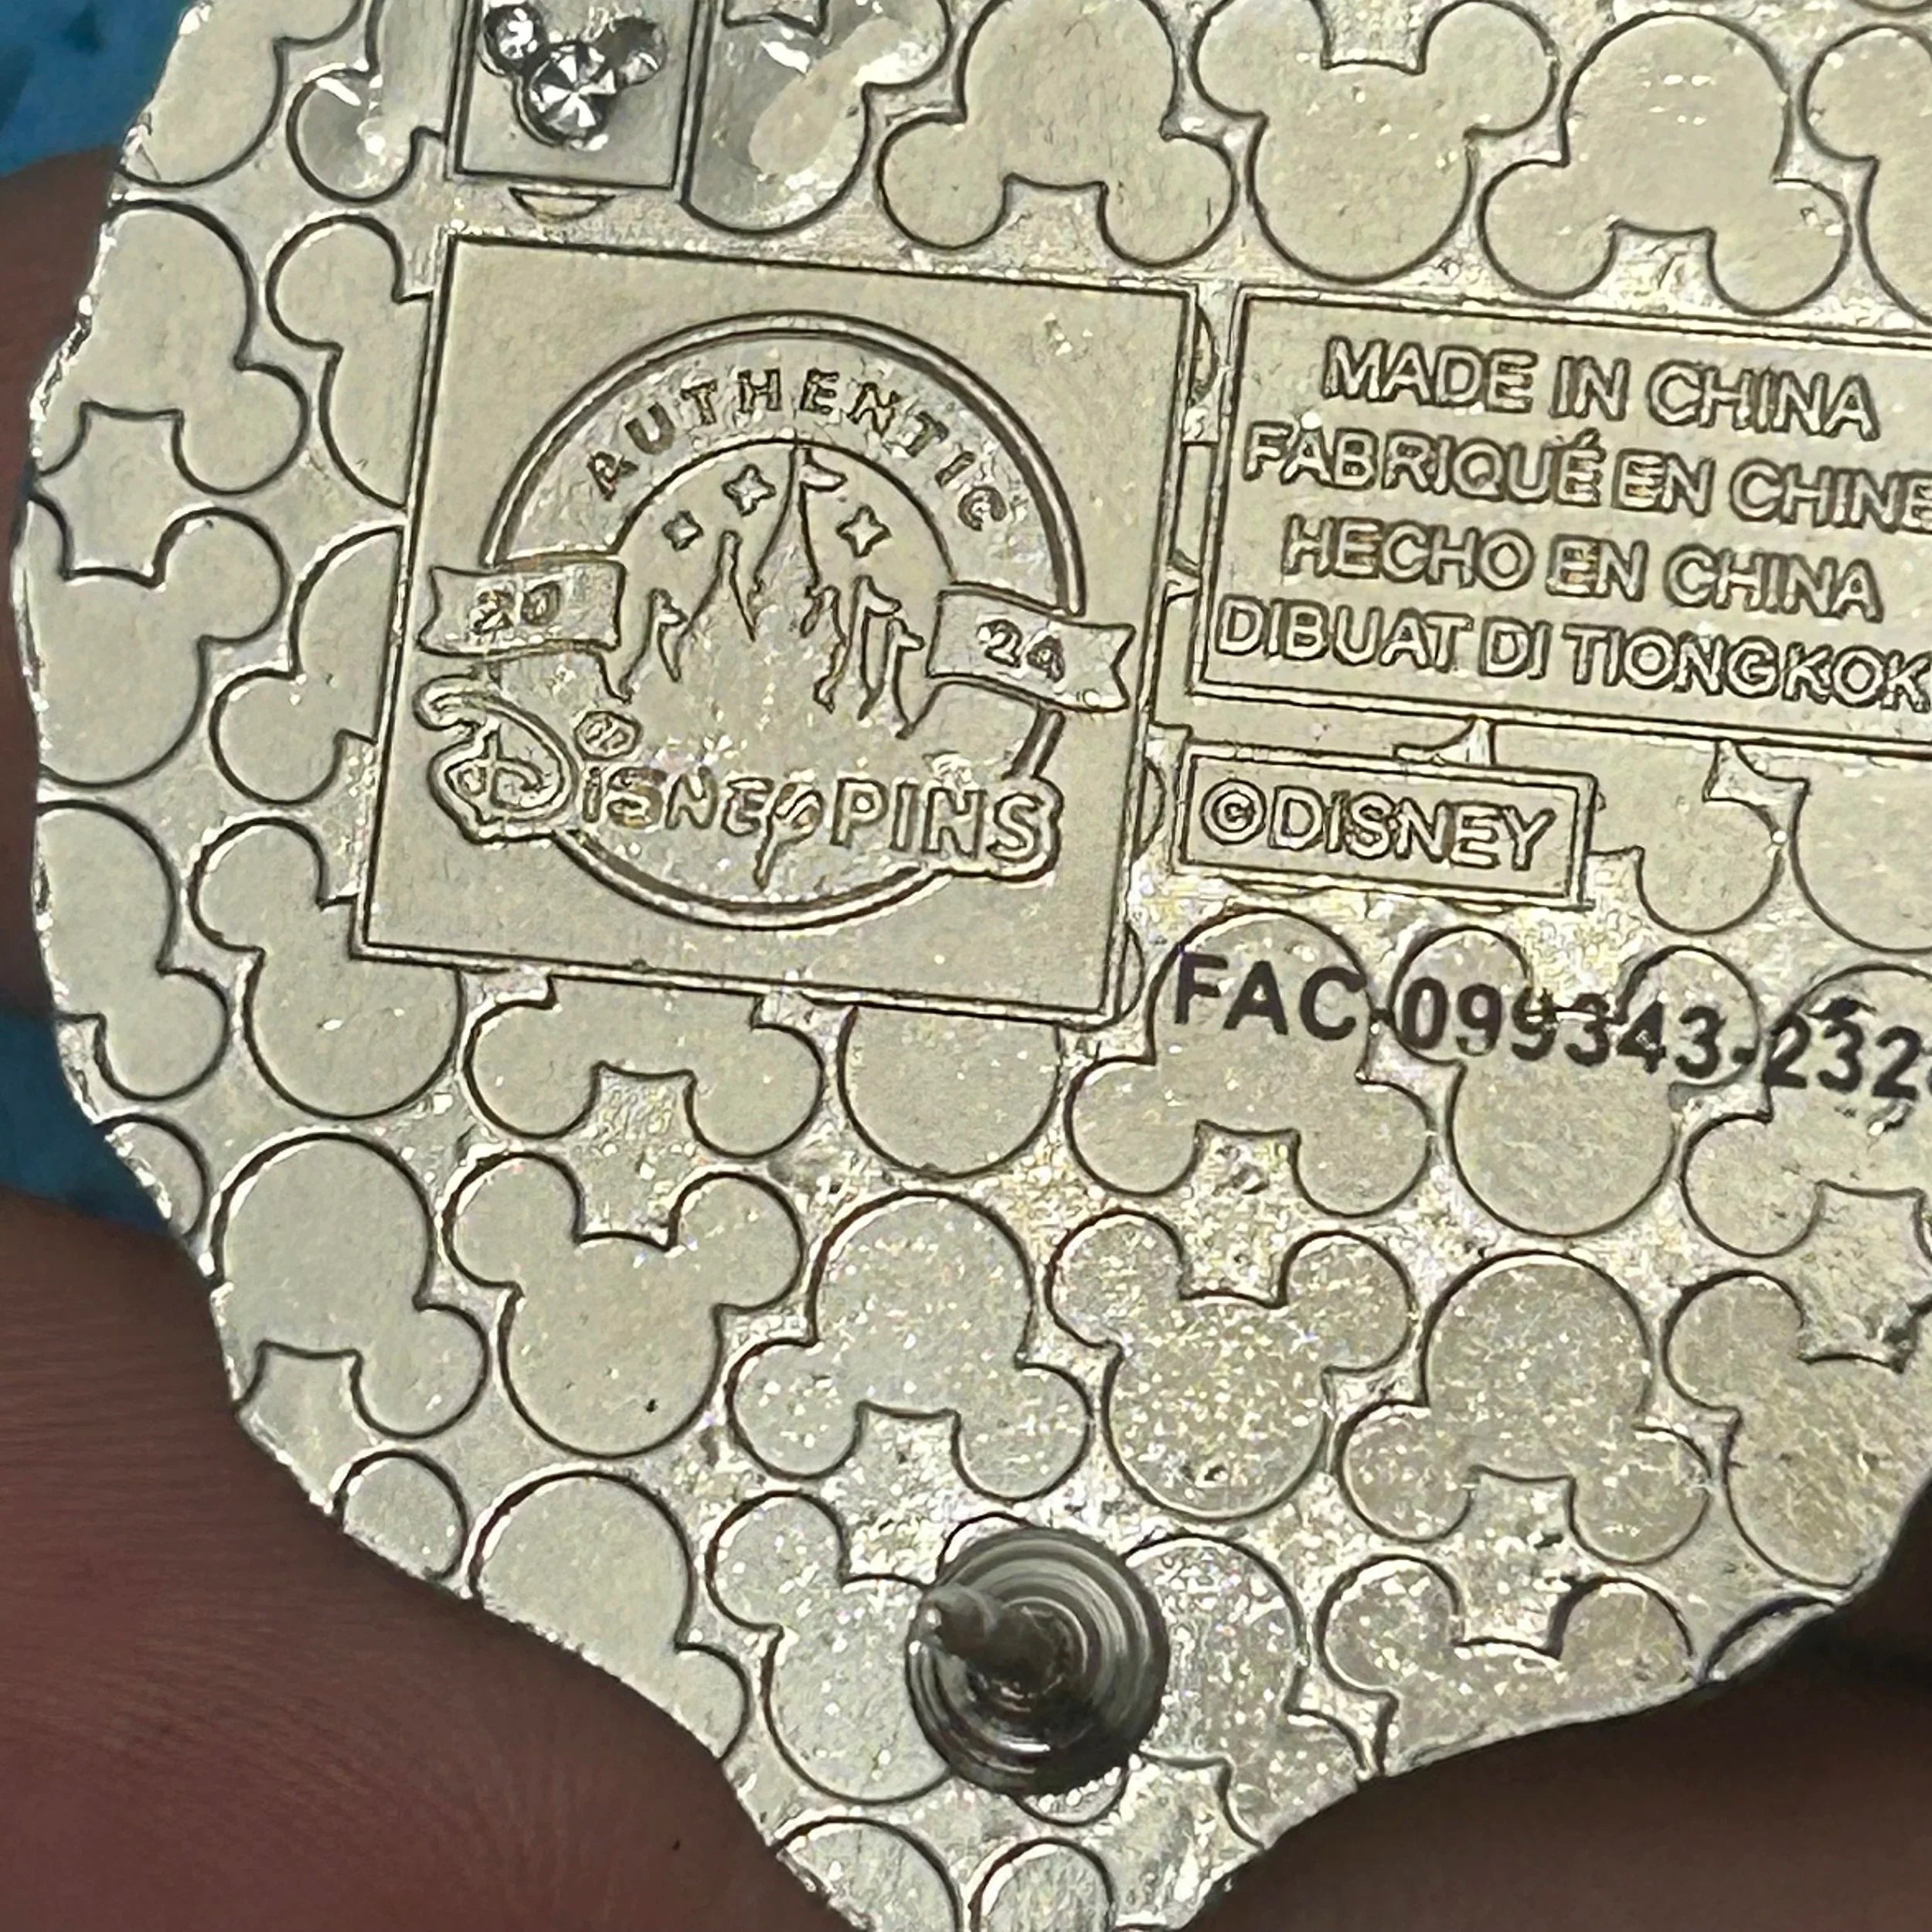 AUTHENTIC
20 24
Disney PINS
MADE IN CHINA
FABRIQUÉ EN CHINE
HECHO EN CHINA
DIBUAT DI TIONGKOK
©DISNEY
FAC-099343-232